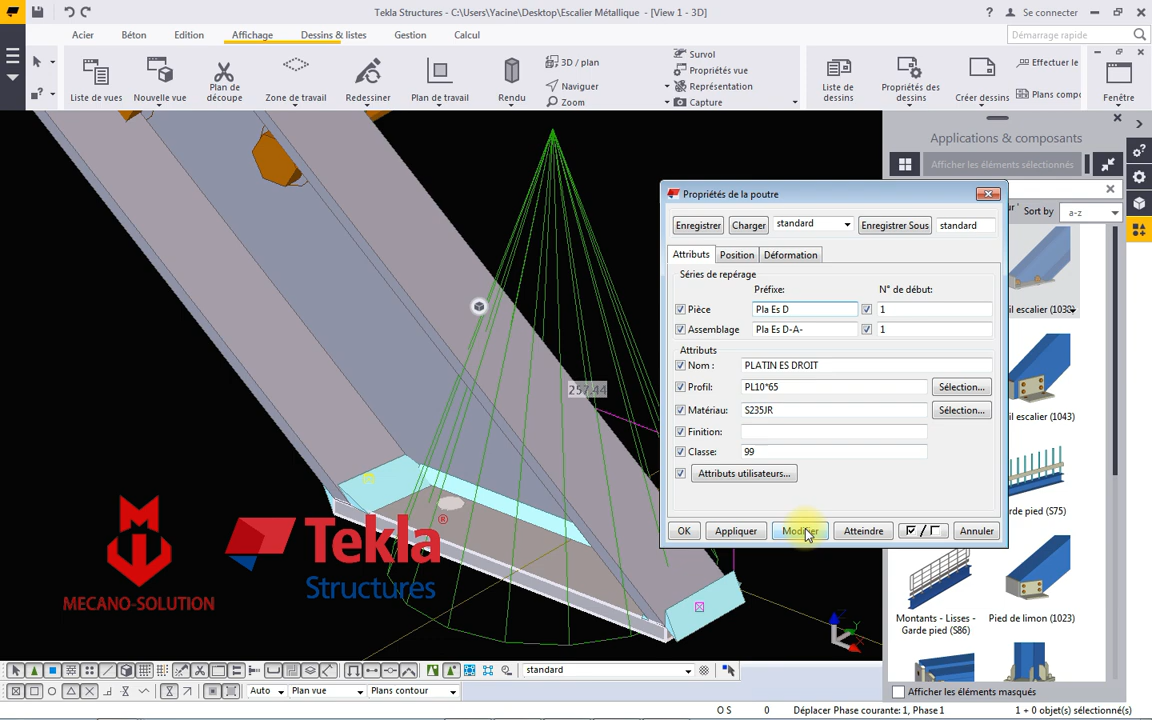 Tekla Structures - C:\Users\Yacine\Desktop\Escalier Métallique - [View 1 - 3D]
? Se connecter
Acier Béton Edition Affichage Dessins & listes Gestion Calcul
Démarrage rapide
Liste de vues
Nouvelle vue
Plan de découpe
Zone de travail
Redessiner
Plan de travail
3D / plan
Naviguer
Zoom
Rendu
Survol
Propriétés vue
Représentation
Capture
Liste de dessins
Propriétés des dessins
Créer dessins
Effectuer le
Plans compo
Fenêtre
Applications & composants
Afficher les éléments sélectionnés
Sort by a-z
Propriétés de la poutre
Enregistrer Charger standard Enregistrer Sous standard
Attributs Position Déformation
Séries de repérage
Préfixe: N° de début:
Pièce Pla Es D 1
Assemblage Pla Es D-A- 1
Attributs
Nom : PLATIN ES DROIT
Profil: PL10*65 Sélection...
Matériau: S235JR Sélection...
Finition:
Classe: 99
Attributs utilisateurs...
OK Appliquer Modifier Atteindre / Annuler
257.44
il escalier (1038)
il escalier (1043)
de pied (S75)
Montants - Lisses - Garde pied (S86)
Pied de limon (1023)
Afficher les éléments masqués
MECANO-SOLUTION
Tekla®
Structures
Z
Y
X
standard
Auto Plan vue Plans contour
O S 0 Déplacer Phase courante: 1, Phase 1 1 + 0 objet(s) sélectionné(s)